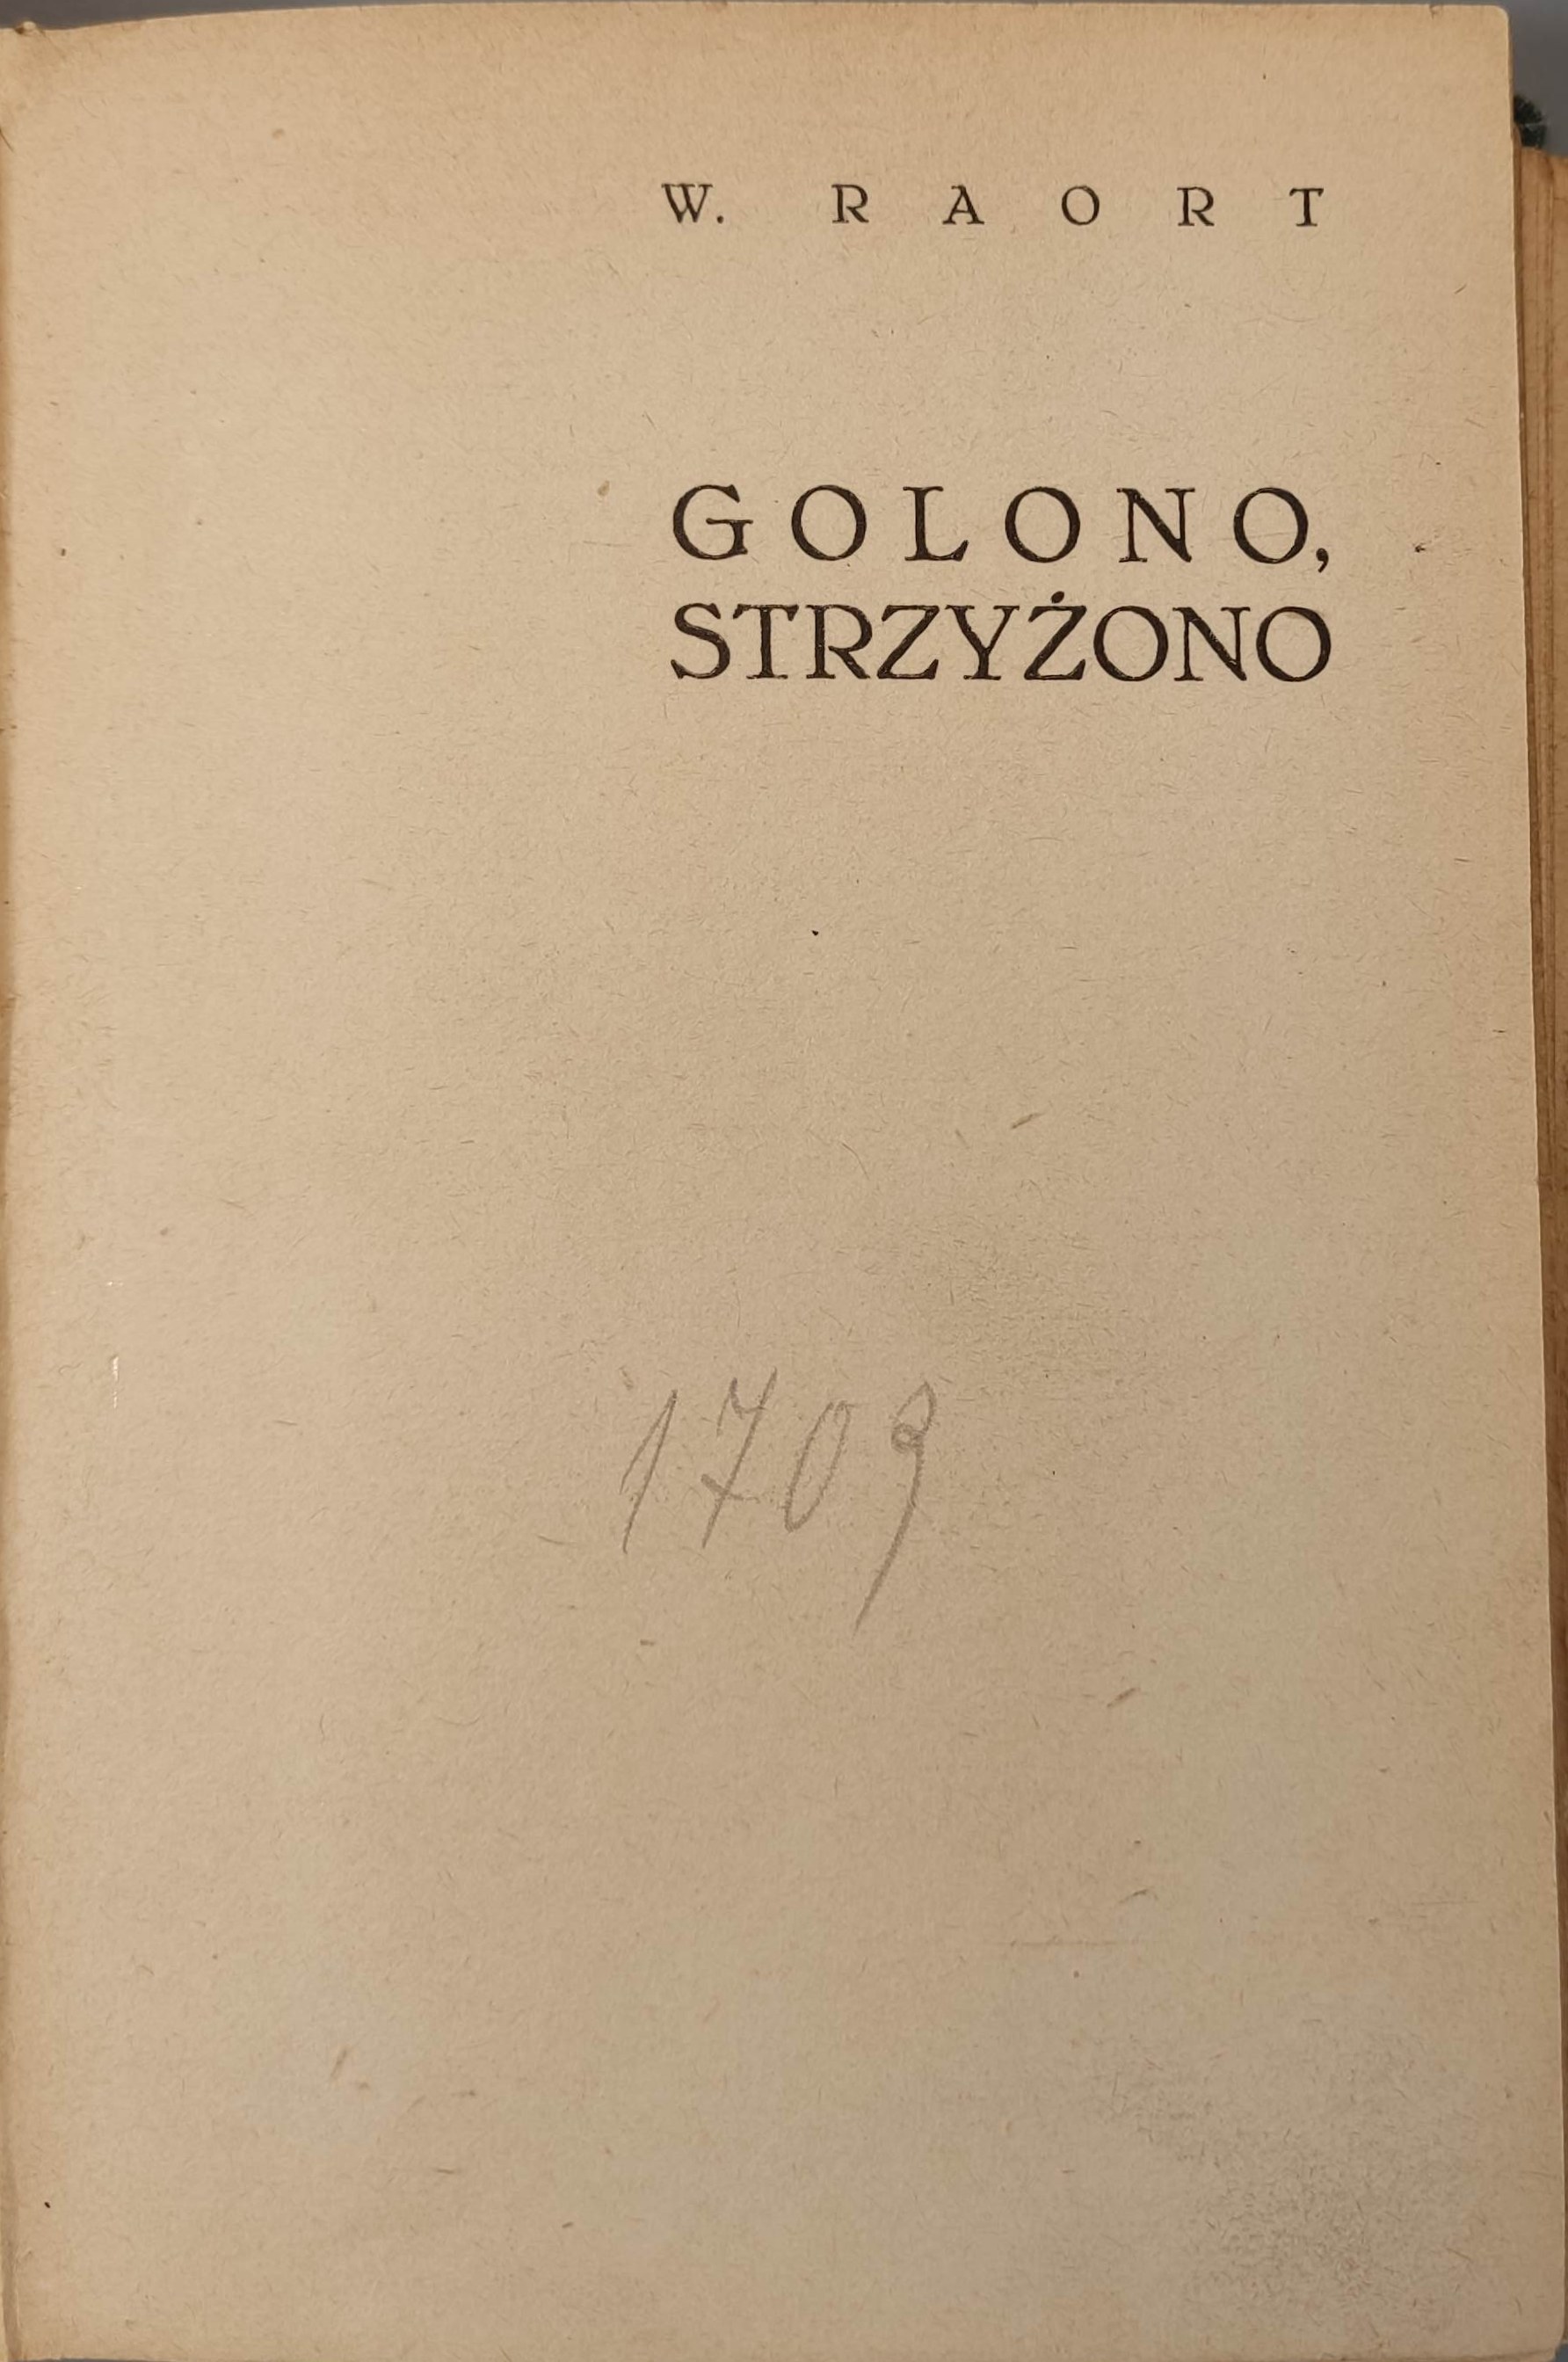 W. RAORT
GOLONO,
STRZYŻONO
1709